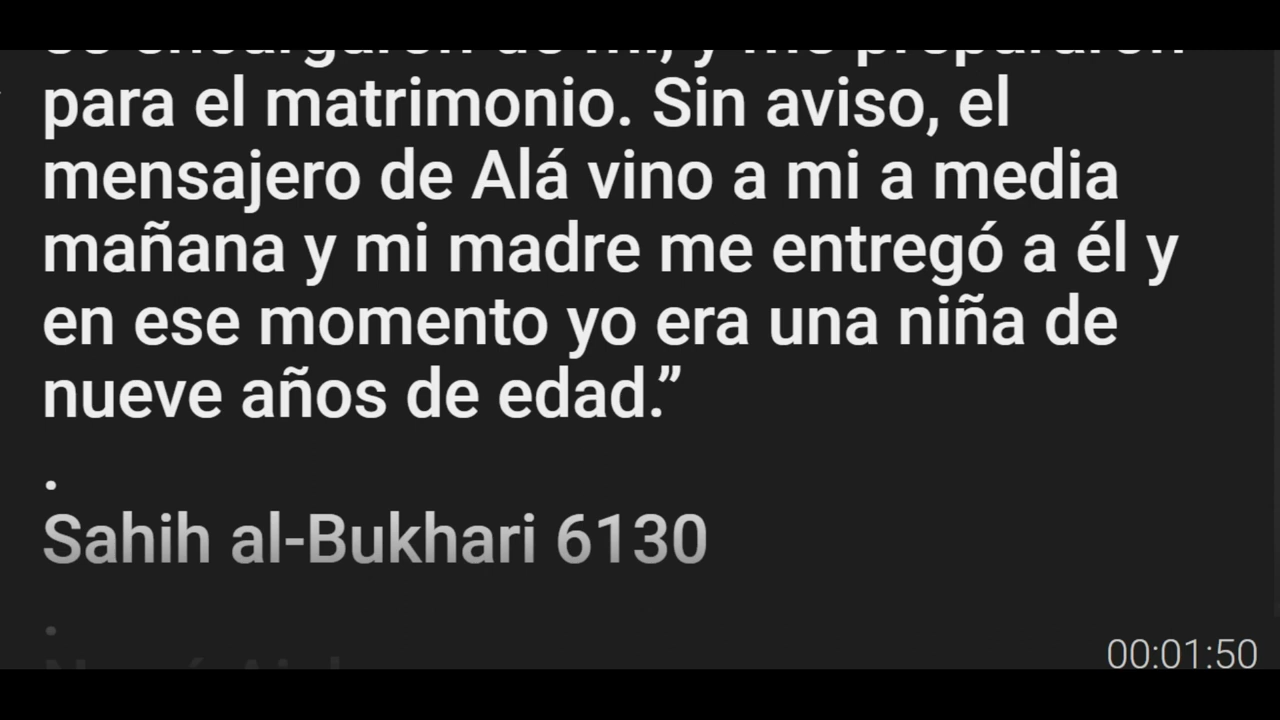 para el matrimonio. Sin aviso, el
mensajero de Alá vino a mi a media
mañana y mi madre me entregó a él y
en ese momento yo era una niña de
nueve años de edad.”
.
Sahih al-Bukhari 6130
.
00:01:50